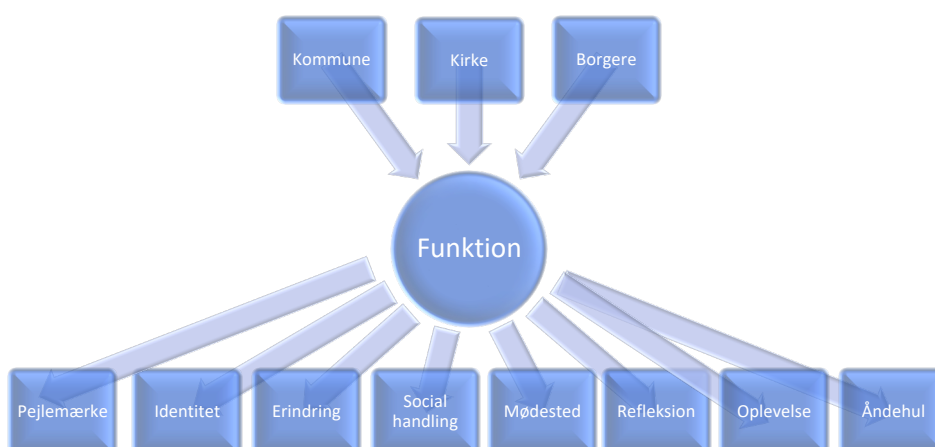 Kommune
Kirke
Borgere
Funktion
Pejlemærke
Identitet
Erindring
Social
handling
Mødested
Refleksion
Oplevelse
Åndehul